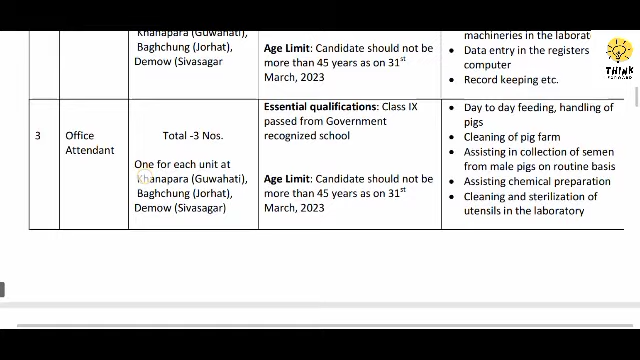 Khanapara (Guwahati),
Baghchung (Jorhat),
Demow (Sivasagar
Age Limit: Candidate should not be
more than 45 years as on 31st
March, 2023
machineries in the laborat
• Data entry in the registers
computer
• Record keeping etc.
THINK
FORWARD
3
Office
Attendant
Total -3 Nos.
One for each unit at
Khanapara (Guwahati),
Baghchung (Jorhat),
Demow (Sivasagar)
Essential qualifications: Class IX
passed from Government
recognized school
Age Limit: Candidate should not be
more than 45 years as on 31st
March, 2023
• Day to day feeding, handling of
pigs
• Cleaning of pig farm
• Assisting in collection of semen
from male pigs on routine basis
• Assisting chemical preparation
• Cleaning and sterilization of
utensils in the laboratory